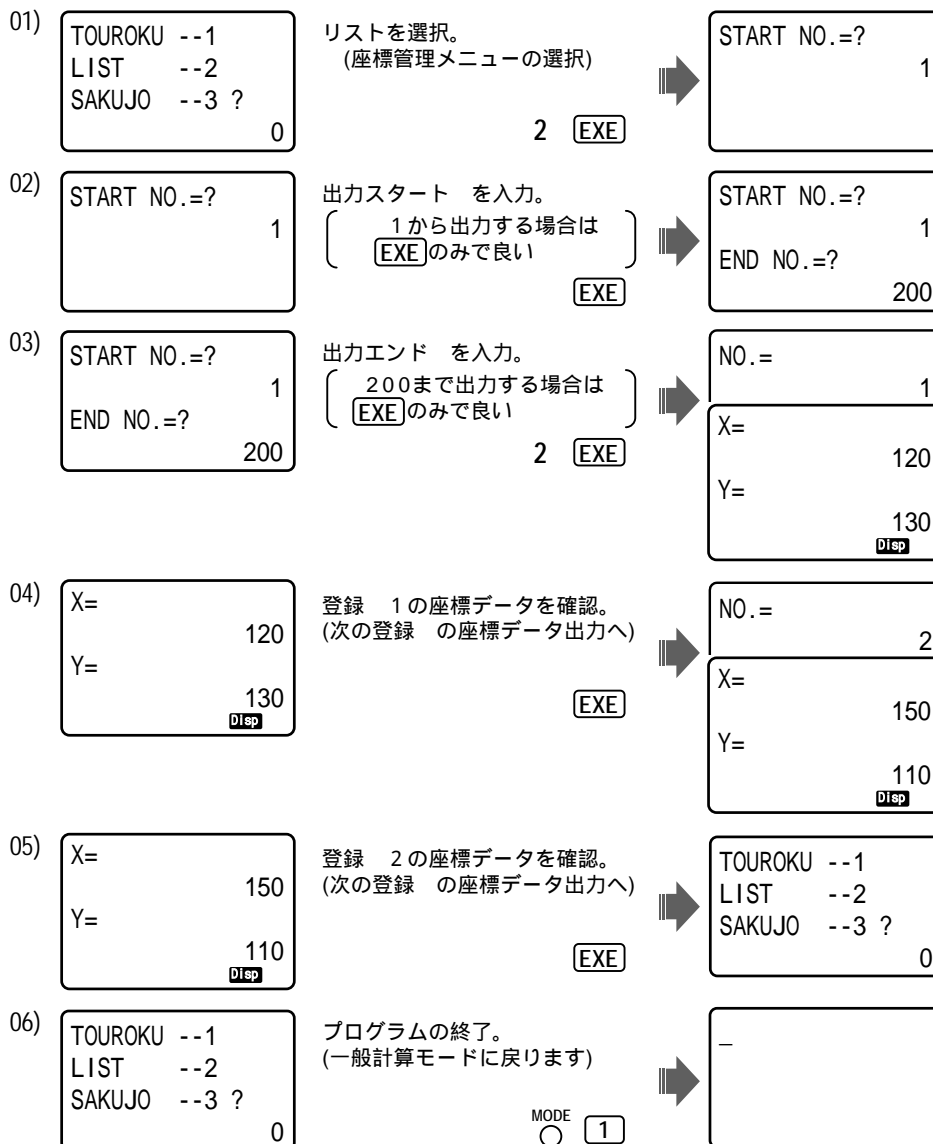 01)
TOUROKU --1
LIST --2
SAKUJO --3 ?
0
リストを選択。
(座標管理メニューの選択)
2 EXE
START NO.=?
1
02)
START NO.=?
1
出力スタート を入力。
1から出力する場合は
EXEのみで良い
EXE
START NO.=?
1
END NO.=?
200
03)
START NO.=?
1
END NO.=?
200
出力エンド を入力。
200まで出力する場合は
EXEのみで良い
2 EXE
NO.=
1
X=
120
Y=
130
Disp
04)
X=
120
Y=
130
Disp
登録 1の座標データを確認。
(次の登録 の座標データ出力へ)
EXE
NO.=
2
X=
150
Y=
110
Disp
05)
X=
150
Y=
110
Disp
登録 2の座標データを確認。
(次の登録 の座標データ出力へ)
EXE
TOUROKU --1
LIST --2
SAKUJO --3 ?
0
06)
TOUROKU --1
LIST --2
SAKUJO --3 ?
0
プログラムの終了。
(一般計算モードに戻ります)
MODE
1
_